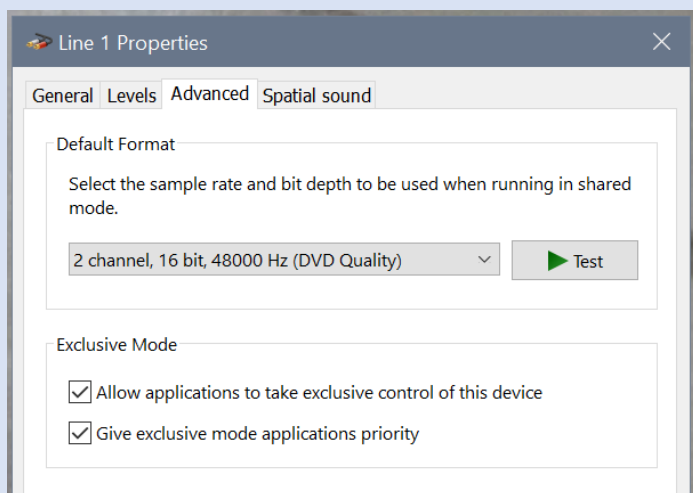 Line 1 Properties
General Levels Advanced Spatial sound
Default Format
Select the sample rate and bit depth to be used when running in shared
mode.
2 channel, 16 bit, 48000 Hz (DVD Quality) Test
Exclusive Mode
Allow applications to take exclusive control of this device
Give exclusive mode applications priority